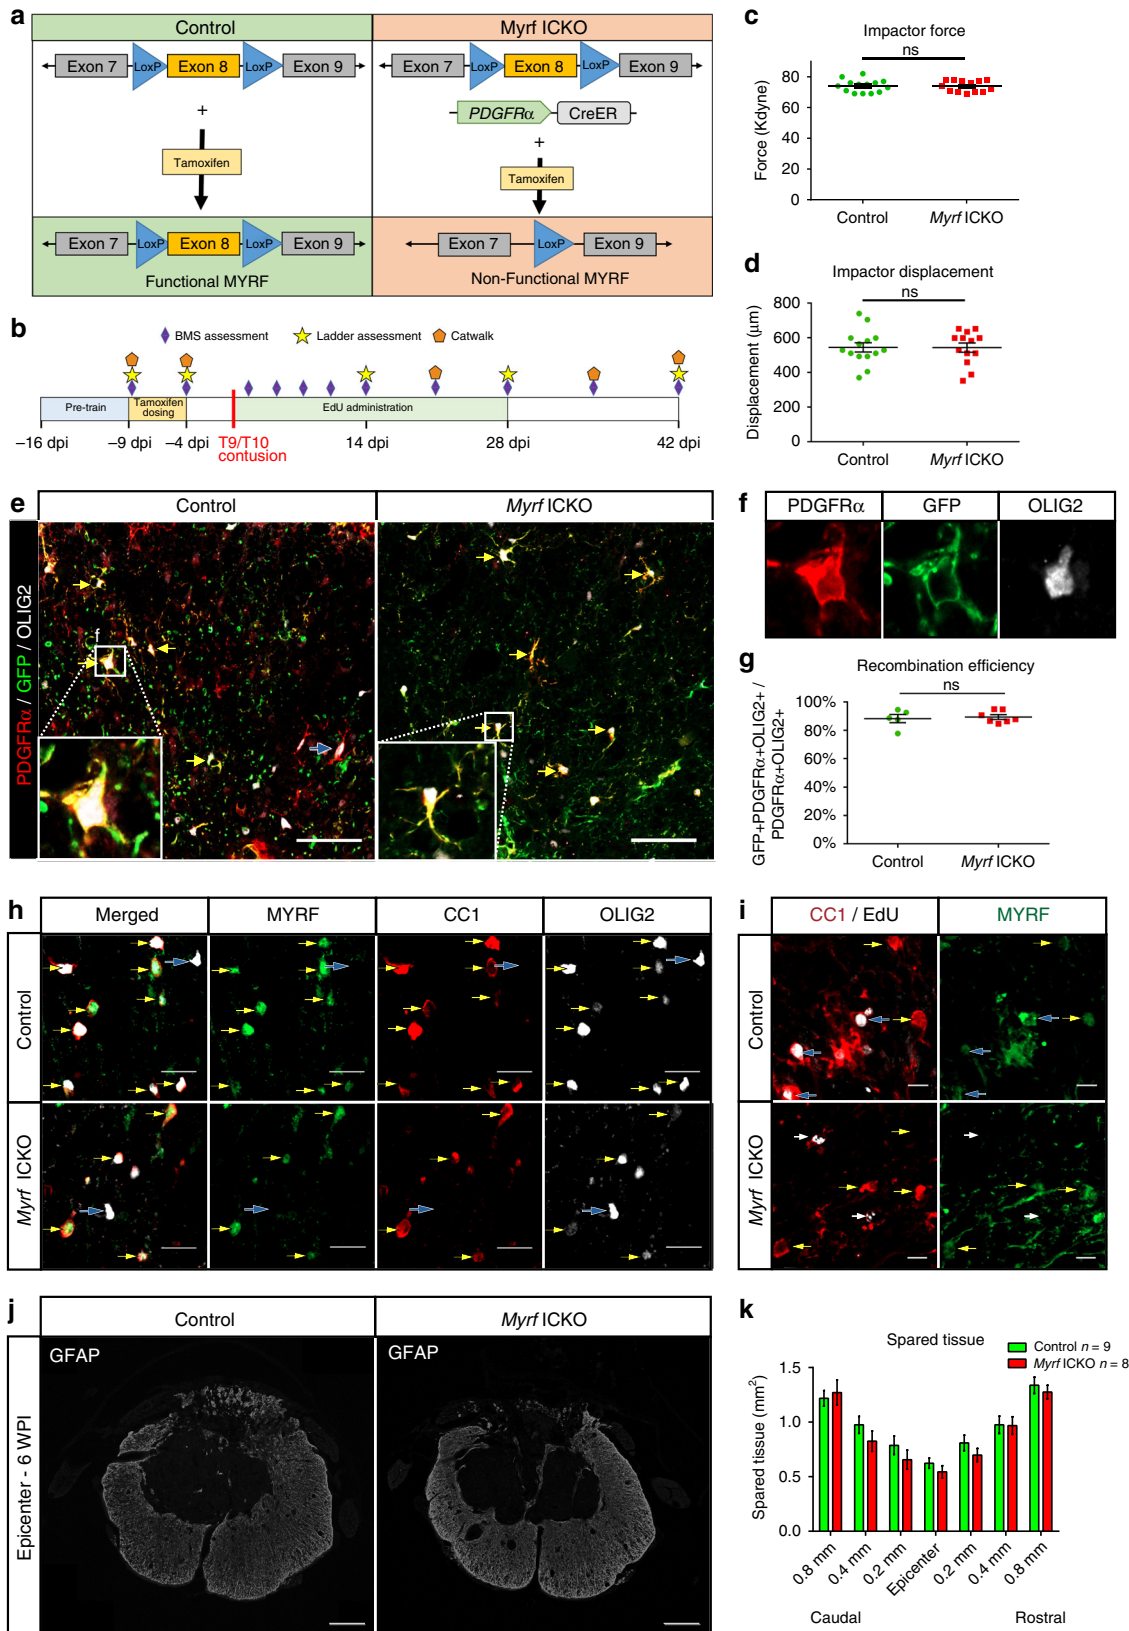 a
Control
Myrf ICKO
Exon 7
LoxP
Exon 8
LoxP
Exon 9
Exon 7
LoxP
Exon 8
LoxP
Exon 9
PDGFRα
CreER
+
+
Tamoxifen
Tamoxifen
Exon 7
LoxP
Exon 8
LoxP
Exon 9
Exon 7
LoxP
Exon 9
Functional MYRF
Non-Functional MYRF
b
BMS assessment
Ladder assessment
Catwalk
Pre-train
Tamoxifen dosing
EdU administration
–16 dpi
–9 dpi
–4 dpi
T9/T10 contusion
14 dpi
28 dpi
42 dpi
c
Impactor force
ns
Force (Kdyne)
80
60
40
20
0
Control
Myrf ICKO
d
Impactor displacement
ns
Displacement (μm)
800
600
400
200
0
Control
Myrf ICKO
e
Control
Myrf ICKO
PDGFRα / GFP / OLIG2
f
f
PDGFRα
GFP
OLIG2
g
Recombination efficiency
ns
GFP+PDGFRα+OLIG2+ /
PDGFRα+OLIG2+
100%
80%
60%
40%
20%
0%
Control
Myrf ICKO
h
Merged
MYRF
CC1
OLIG2
Control
Myrf ICKO
i
CC1 / EdU
MYRF
Control
Myrf ICKO
j
Control
Myrf ICKO
GFAP
GFAP
Epicenter - 6 WPI
k
Spared tissue
Control n = 9
Myrf ICKO n = 8
Spared tissue (mm²)
1.5
1.0
0.5
0.0
0.8 mm
0.4 mm
0.2 mm
Epicenter
0.2 mm
0.4 mm
0.8 mm
Caudal
Rostral